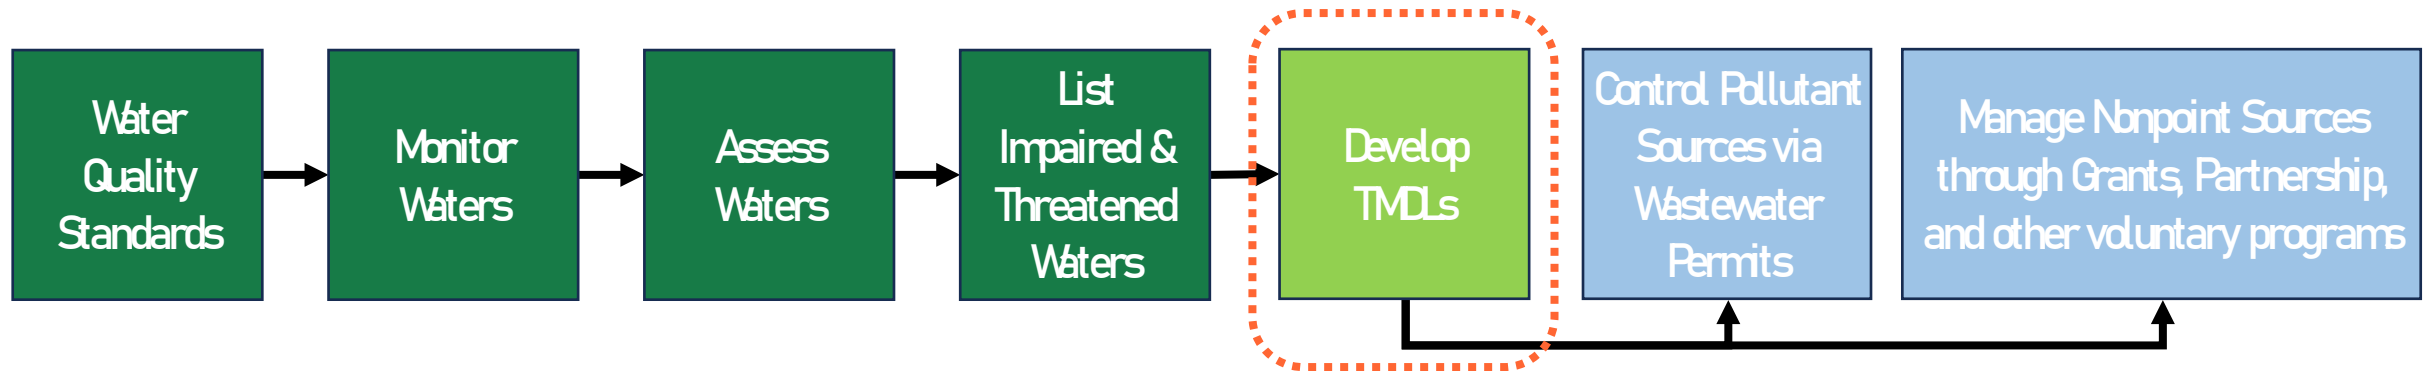 Water
Quality
Standards
Monitor
Waters
Assess
Waters
List
Impaired &
Threatened
Waters
Develop
TMDLs
Control Pollutant
Sources via
Wastewater
Permits
Manage Nonpoint Sources
through Grants, Partnership,
and other voluntary programs